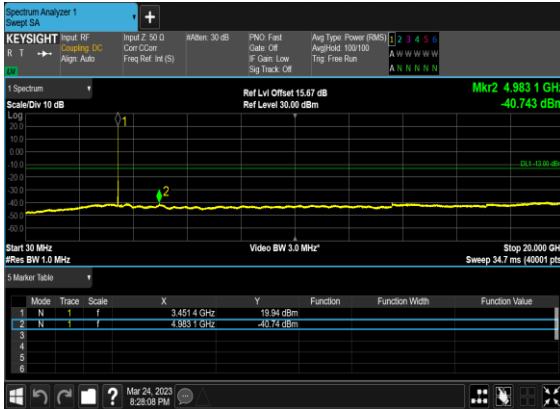 Spectrum Analyzer 1
Swept SA
+
KEYSIGHT Input: RF Input Z: 50 Ω #Atten: 30 dB PNO: Fast Avg Type: Power (RMS) 1 2 3 4 5 6
R T Coupling: DC Corr CCorr Gate: Off Avg|Hold: 100/100 A W W W W W
Align: Auto Freq Ref: Int (S) IF Gain: Low Trig: Free Run
Sig Track: Off A N N N N N
1 Spectrum Ref Lvl Offset 15.67 dB Mkr2 4.983 1 GHz
Scale/Div 10 dB Ref Level 30.00 dBm -40.743 dBm
Log
20.0
10.0
0.00
-10.0
-20.0
-30.0
-40.0
-50.0
-60.0
1
DL1 -13.00 dBm
2
Start 30 MHz Video BW 3.0 MHz* Stop 20.000 GHz
#Res BW 1.0 MHz Sweep 34.7 ms (40001 pts)
5 Marker Table
Mode Trace Scale X Y Function Function Width Function Value
1 N 1 f 3.451 4 GHz 19.94 dBm
2 N 1 f 4.983 1 GHz -40.74 dBm
3
4
5
6
? Mar 24, 2023
8:28:08 PM